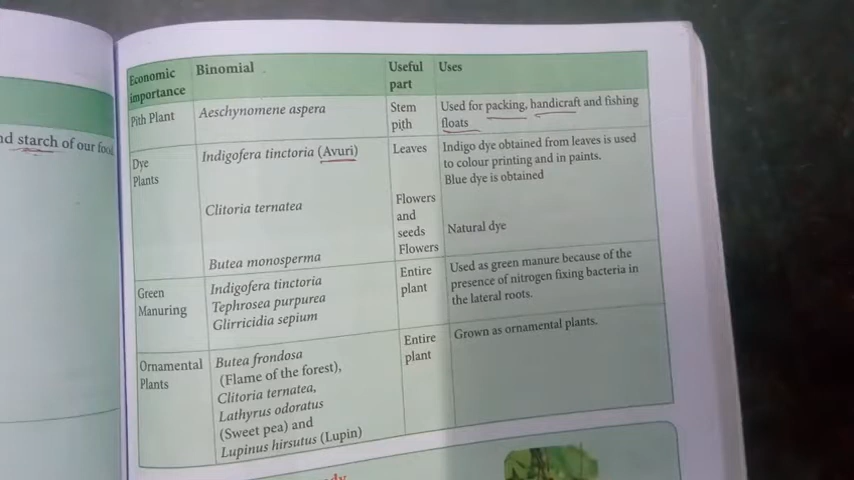 nd starch of our food
Economic importance Binomial Useful part Uses
Pith Plant Aeschynomene aspera Stem pith Used for packing, handicraft and fishing
floats
Dye Plants Indigofera tinctoria (Avuri) Leaves Indigo dye obtained from leaves is used
to colour printing and in paints.
Blue dye is obtained
Clitoria ternatea Flowers and seeds
Natural dye
Butea monosperma Flowers
Green Manuring Indigofera tinctoria Entire plant Used as green manure because of the
Tephrosea purpurea presence of nitrogen fixing bacteria in
Glirricidia sepium the lateral roots.
Ornamental Plants Butea frondosa Entire plant Grown as ornamental plants.
(Flame of the forest),
Clitoria ternatea,
Lathyrus odoratus
(Sweet pea) and
Lupinus hirsutus (Lupin)